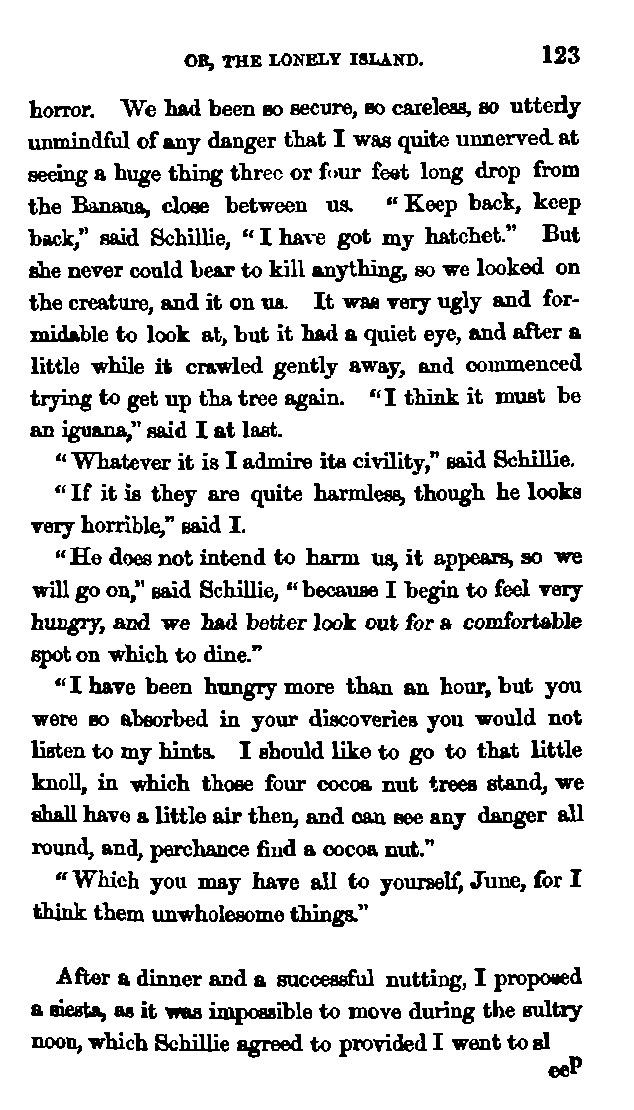 OR, THE LONELY ISLAND. 123
horror. We had been so secure, so careless, so utterly
unmindful of any danger that I was quite unnerved at
seeing a huge thing three or four feet long drop from
the Banana, close between us. "Keep back, keep
back," said Schillie, "I have got my hatchet." But
she never could bear to kill anything, so we looked on
the creature, and it on us. It was very ugly and for-
midable to look at, but it had a quiet eye, and after a
little while it crawled gently away, and commenced
trying to get up tha tree again. "I think it must be
an iguana," said I at last.
"Whatever it is I admire its civility," said Schillie.
"If it is they are quite harmless, though he looks
very horrible," said I.
"He does not intend to harm us, it appears, so we
will go on," said Schillie, "because I begin to feel very
hungry, and we had better look out for a comfortable
spot on which to dine."
"I have been hungry more than an hour, but you
were so absorbed in your discoveries you would not
listen to my hints. I should like to go to that little
knoll, in which those four cocoa nut trees stand, we
shall have a little air then, and can see any danger all
round, and, perchance find a cocoa nut."
"Which you may have all to yourself, June, for I
think them unwholesome things."
After a dinner and a successful nutting, I proposed
a siesta, as it was impossible to move during the sultry
noon, which Schillie agreed to provided I went to sl
eep